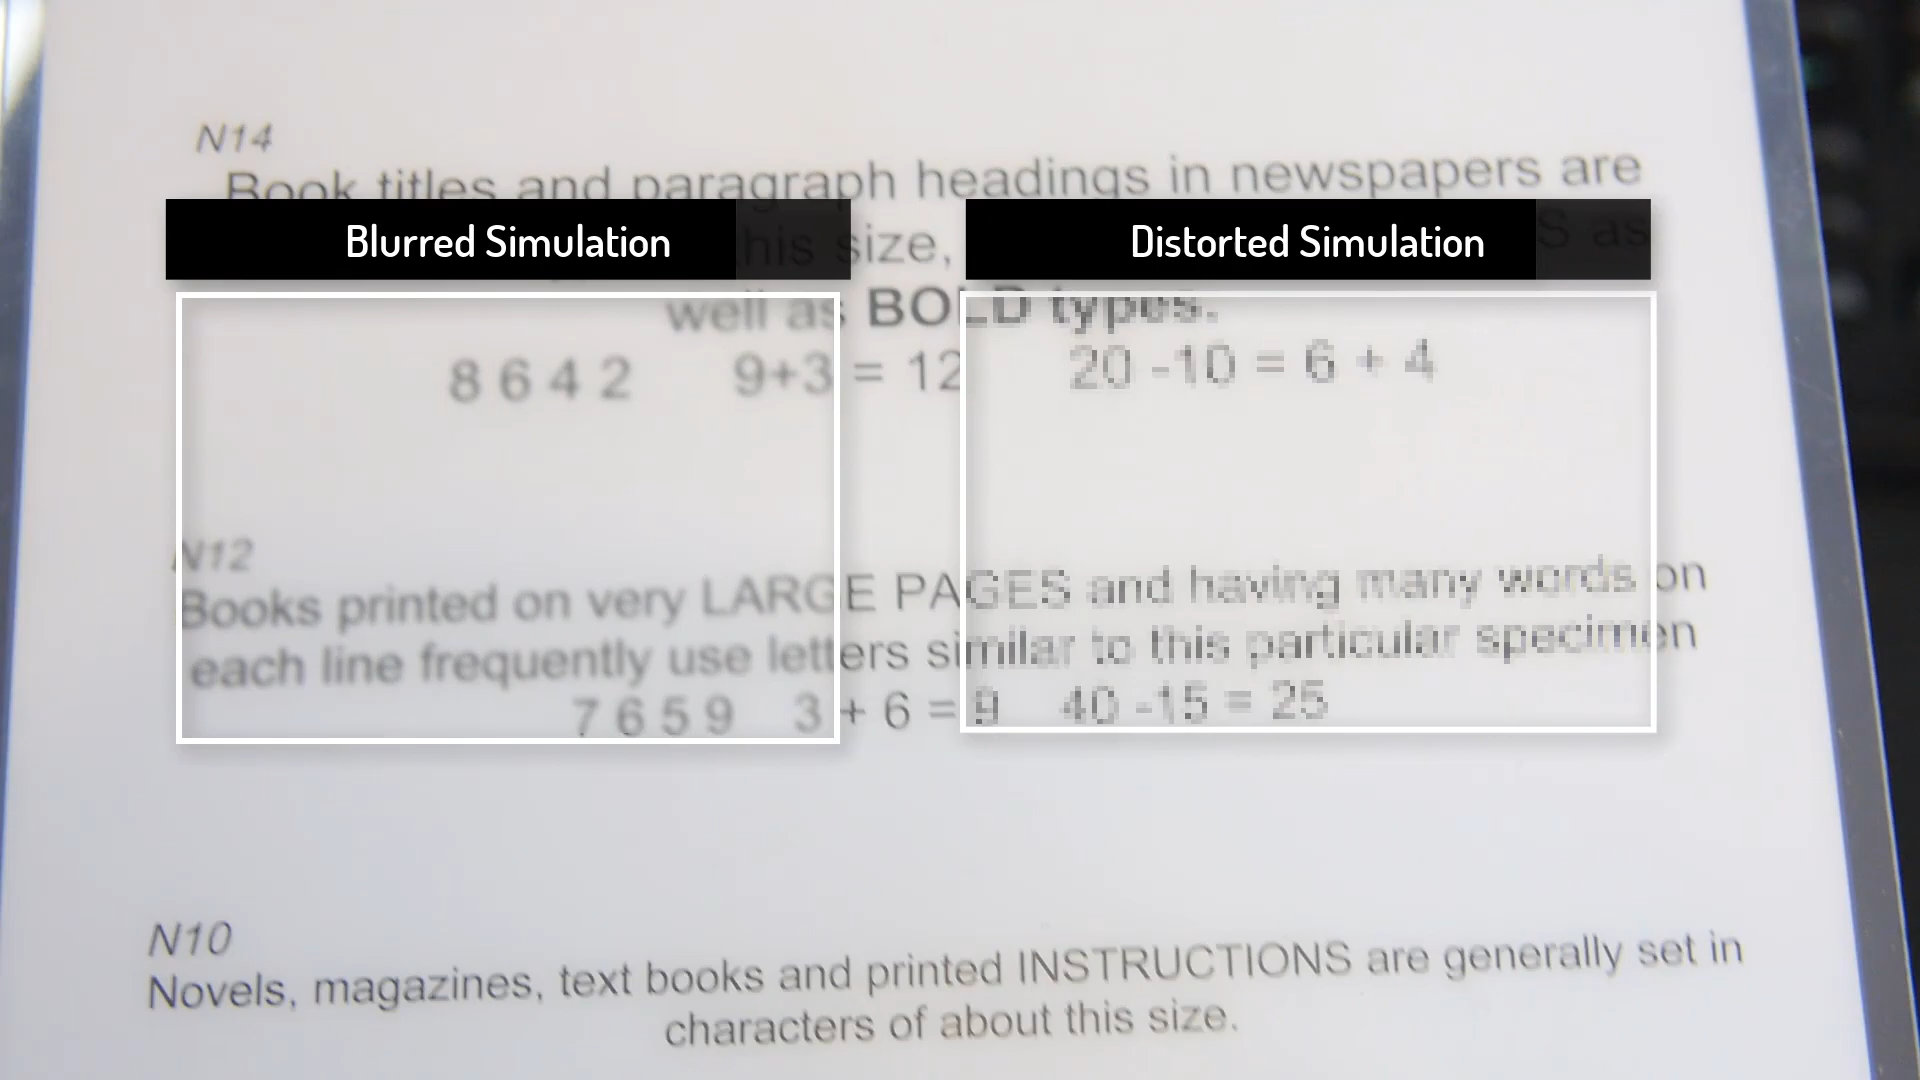 N14
Book titles and paragraph headings in newspapers are
Blurred Simulation
his size,
Distorted Simulation
S as
well as BOLD types.
8 6 4 2 9+3 = 12 20 -10 = 6 + 4
N12
Books printed on very LARGE PAGES and having many words on
each line frequently use letters similar to this particular specimen
7 6 5 9 3 + 6 = 9 40 -15 = 25
N10
Novels, magazines, text books and printed INSTRUCTIONS are generally set in
characters of about this size.